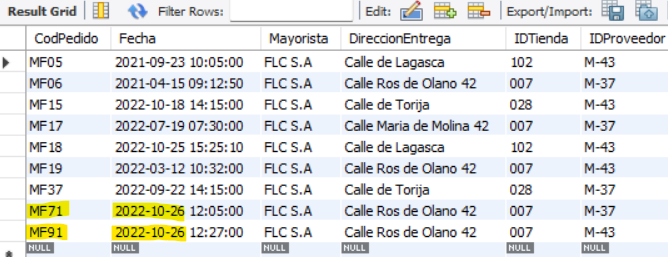 Result Grid Filter Rows: Edit: Export/Import:
CodPedido Fecha Mayorista DireccionEntrega IDTienda IDProveedor
MF05 2021-09-23 10:05:00 FLC S.A Calle de Lagasca 102 M-43
MF06 2021-04-15 09:12:50 FLC S.A Calle Ros de Olano 42 007 M-37
MF15 2022-10-18 14:15:00 FLC S.A Calle de Torija 028 M-43
MF17 2022-07-19 07:30:00 FLC S.A Calle Maria de Molina 42 007 M-37
MF18 2022-10-25 15:25:10 FLC S.A Calle de Lagasca 102 M-43
MF19 2022-03-12 10:32:00 FLC S.A Calle Ros de Olano 42 007 M-43
MF37 2022-09-22 14:15:00 FLC S.A Calle de Torija 028 M-37
MF71 2022-10-26 12:05:00 FLC S.A Calle Ros de Olano 42 007 M-37
MF91 2022-10-26 12:27:00 FLC S.A Calle Ros de Olano 42 007 M-43
NULL NULL NULL NULL NULL NULL